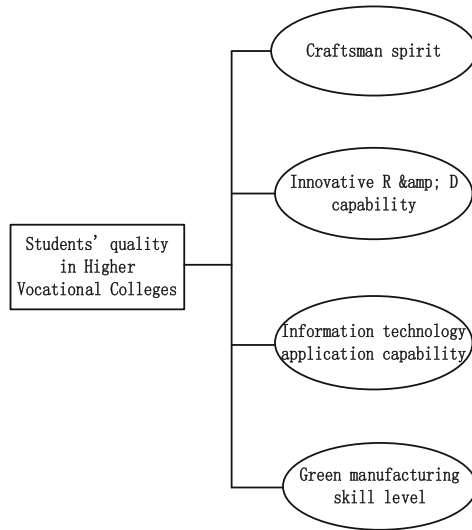 Craftsman spirit
Innovative R &amp; D
capability
Students' quality
in Higher
Vocational Colleges
Information technology
application capability
Green manufacturing
skill level